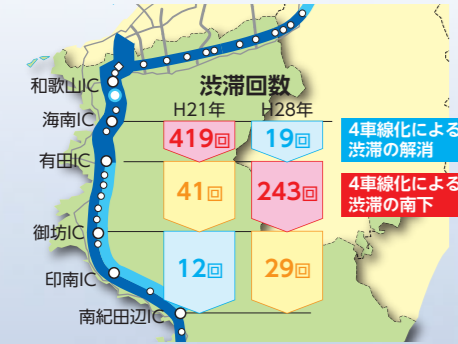 渋滞回数
H21年 H28年
和歌山IC
海南IC
419回 19回
4車線化による
渋滞の解消
有田IC
41回 243回
4車線化による
渋滞の南下
御坊IC
12回 29回
印南IC
南紀田辺IC